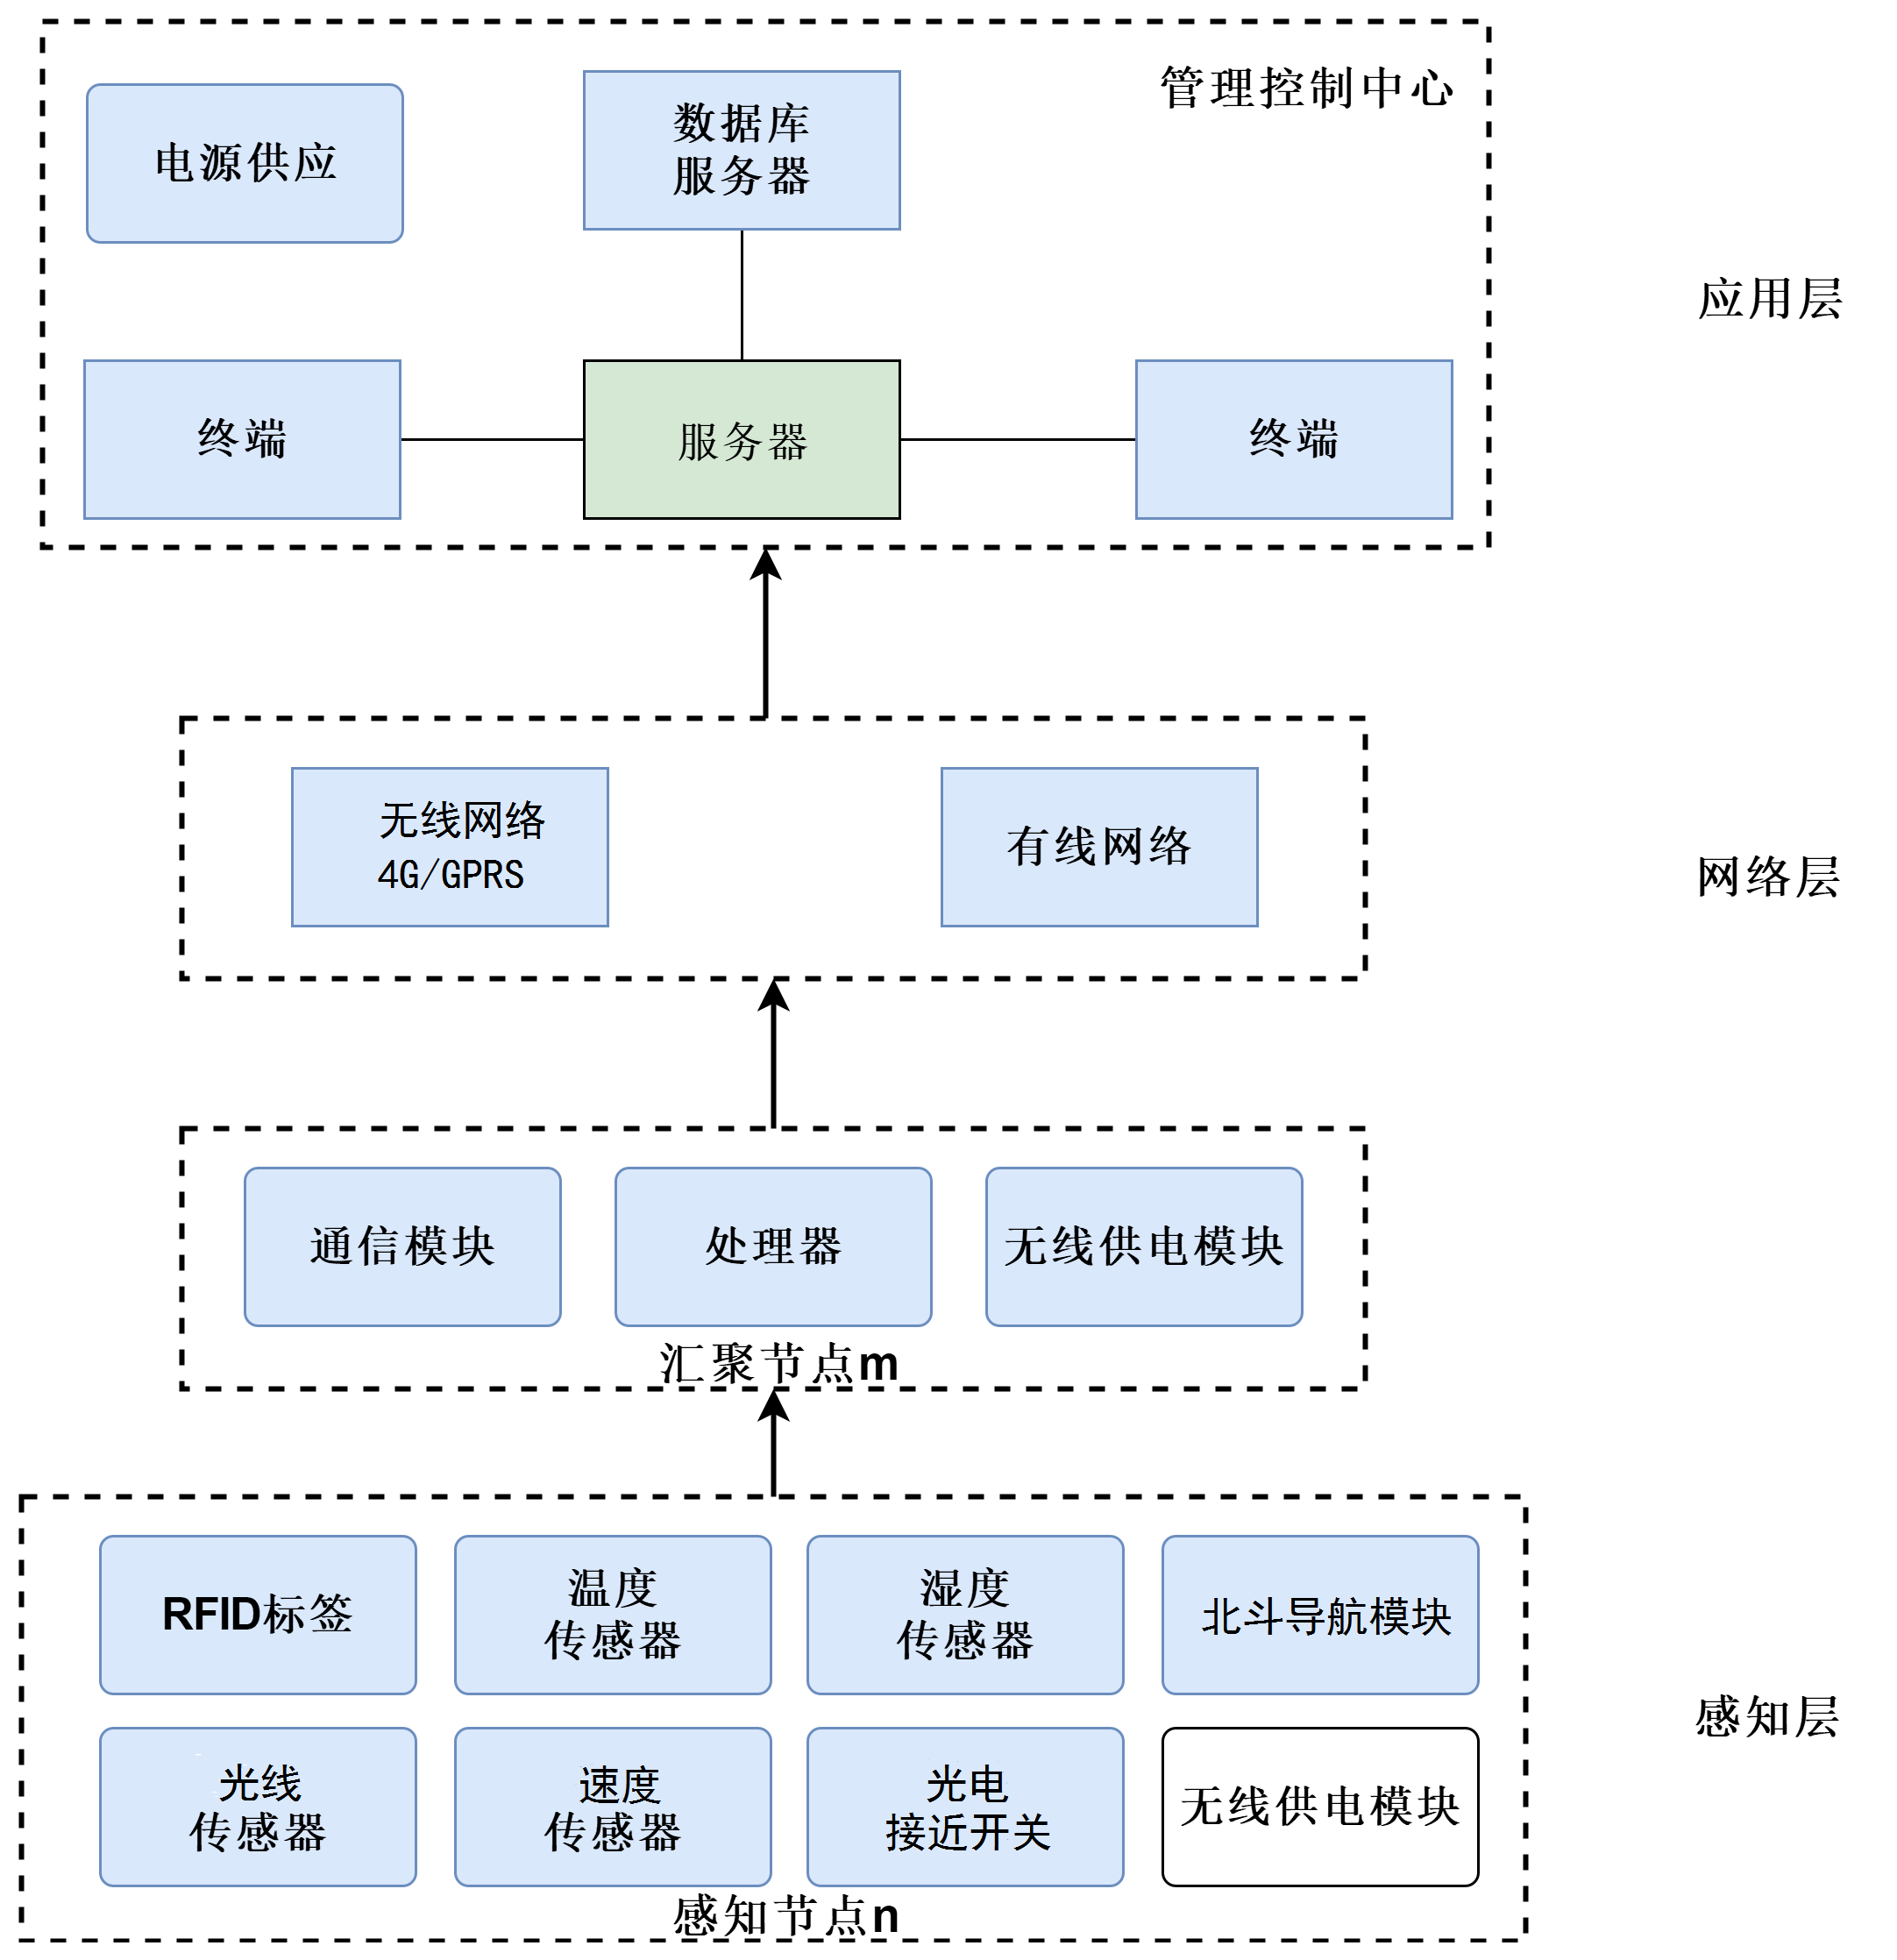 管理控制中心
电源供应
数据库
服务器
应用层
终端
服务器
终端
无线网络
4G/GPRS
有线网络
网络层
通信模块
处理器
无线供电模块
汇聚节点m
RFID标签
温度
传感器
湿度
传感器
北斗导航模块
感知层
光线
传感器
速度
传感器
光电
接近开关
无线供电模块
感知节点n